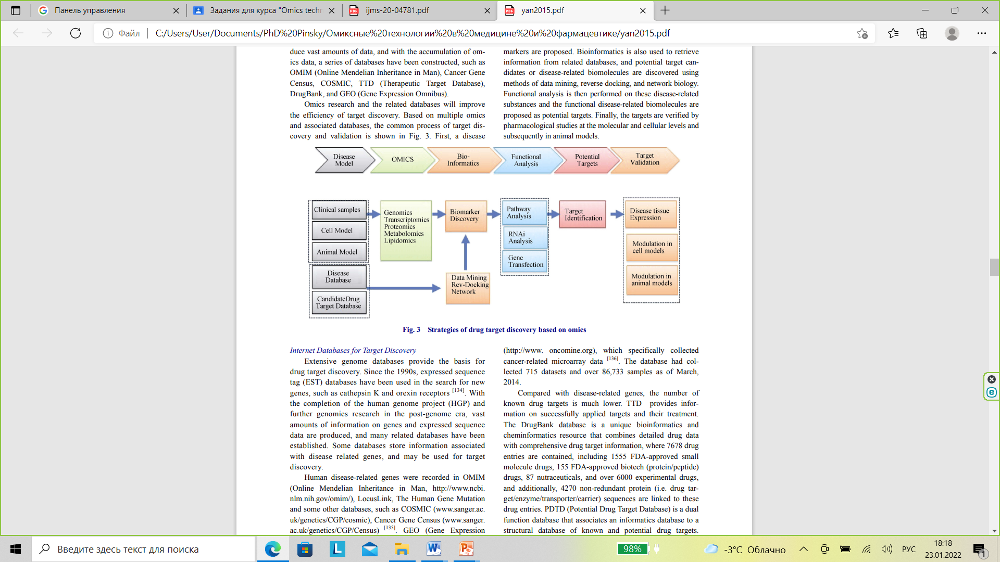 Панель управления
Задания для курса "Omics techn
ijms-20-04781.pdf
yan2015.pdf
Файл
C:/Users/User/Documents/PhD%20Pinsky/Омиксные%20технологии%20в%20медицине%20и%20фармацевтике/yan2015.pdf
duce vast amounts of data, and with the accumulation of om-
ics data, a series of databases have been constructed, such as
OMIM (Online Mendelian Inheritance in Man), Cancer Gene
Census, COSMIC, TTD (Therapeutic Target Database),
DrugBank, and GEO (Gene Expression Omnibus).
Omics research and the related databases will improve
the efficiency of target discovery. Based on multiple omics
and associated databases, the common process of target dis-
covery and validation is shown in Fig. 3. First, a disease
markers are proposed. Bioinformatics is also used to retrieve
information from related databases, and potential target can-
didates or disease-related biomolecules are discovered using
methods of data mining, reverse docking, and network biology.
Functional analysis is then performed on these disease-related
substances and the functional disease-related biomolecules are
proposed as potential targets. Finally, the targets are verified by
pharmacological studies at the molecular and cellular levels and
subsequently in animal models.
Disease
Model
OMICS
Bio-
Informatics
Functional
Analysis
Potential
Targets
Target
Validation
Clinical samples
Cell Model
Animal Model
Disease
Database
CandidateDrug
Target Database
Genomics
Transcriptomics
Proteomics
Metabolomics
Lipidomics
Biomarker
Discovery
Data Mining
Rev-Docking
Network
Pathway
Analysis
RNAi
Analysis
Gene
Transfection
Target
Identification
Disease tissue
Expression
Modulation in
cell models
Modulation in
animal models
Fig. 3 Strategies of drug target discovery based on omics
Internet Databases for Target Discovery
Extensive genome databases provide the basis for
drug target discovery. Since the 1990s, expressed sequence
tag (EST) databases have been used in the search for new
genes, such as cathepsin K and orexin receptors [134]. With
the completion of the human genome project (HGP) and
further genomics research in the post-genome era, vast
amounts of information on genes and expressed sequence
data are produced, and many related databases have been
established. Some databases store information associated
with disease related genes, and may be used for target
discovery.
Human disease-related genes were recorded in OMIM
(Online Mendelian Inheritance in Man, http://www.ncbi.
nlm.nih.gov/omim/), LocusLink, The Human Gene Mutation
and some other databases, such as COSMIC (www.sanger.ac.
uk/genetics/CGP/cosmic), Cancer Gene Census (www.sanger.
ac.uk/genetics/CGP/Census) [135]. GEO (Gene Expression
(http://www. oncomine.org), which specifically collected
cancer-related microarray data [136]. The database had col-
lected 715 datasets and over 86,733 samples as of March,
2014.
Compared with disease-related genes, the number of
known drug targets is much lower. TTD provides infor-
mation on successfully applied targets and their treatment.
The DrugBank database is a unique bioinformatics and
cheminformatics resource that combines detailed drug data
with comprehensive drug target information, where 7678 drug
entries are contained, including 1555 FDA-approved small
molecule drugs, 155 FDA-approved biotech (protein/peptide)
drugs, 87 nutraceuticals, and over 6000 experimental drugs,
and additionally, 4270 non-redundant protein (i.e. drug tar-
get/enzyme/transporter/carrier) sequences are linked to these
drug entries. PDTD (Potential Drug Target Database) is a dual
function database that associates an informatics database to a
structural database of known and potential drug targets.
Введите здесь текст для поиска
98%
-3°C Облачно
РУС
18:18
23.01.2022
1